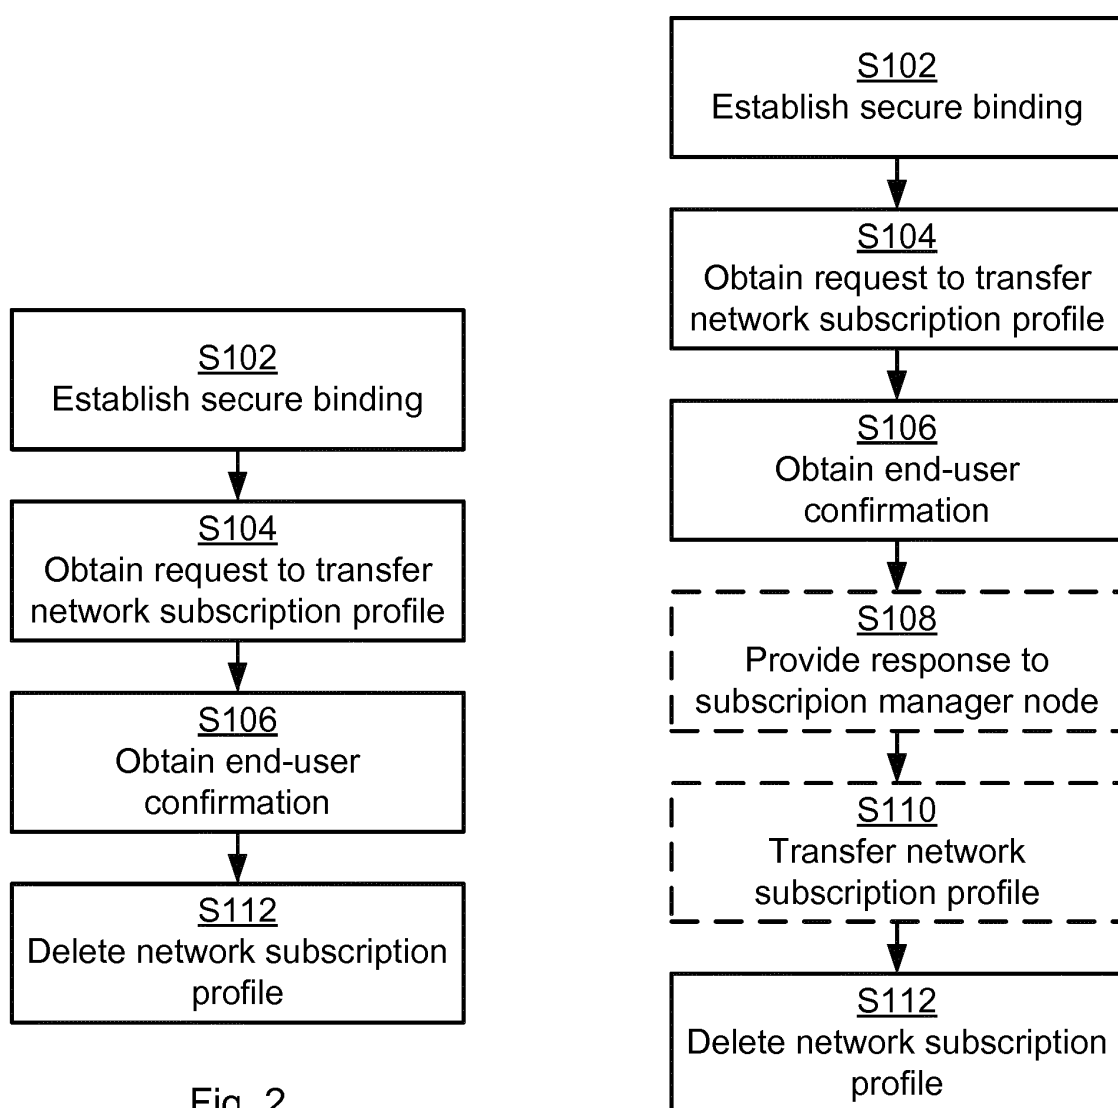 S102
Establish secure binding
S104
Obtain request to transfer
network subscription profile
S106
Obtain end-user
confirmation
S112
Delete network subscription
profile
Fig. 2
S102
Establish secure binding
S104
Obtain request to transfer
network subscription profile
S106
Obtain end-user
confirmation
S108
Provide response to
subscripion manager node
S110
Transfer network
subscription profile
S112
Delete network subscription
profile